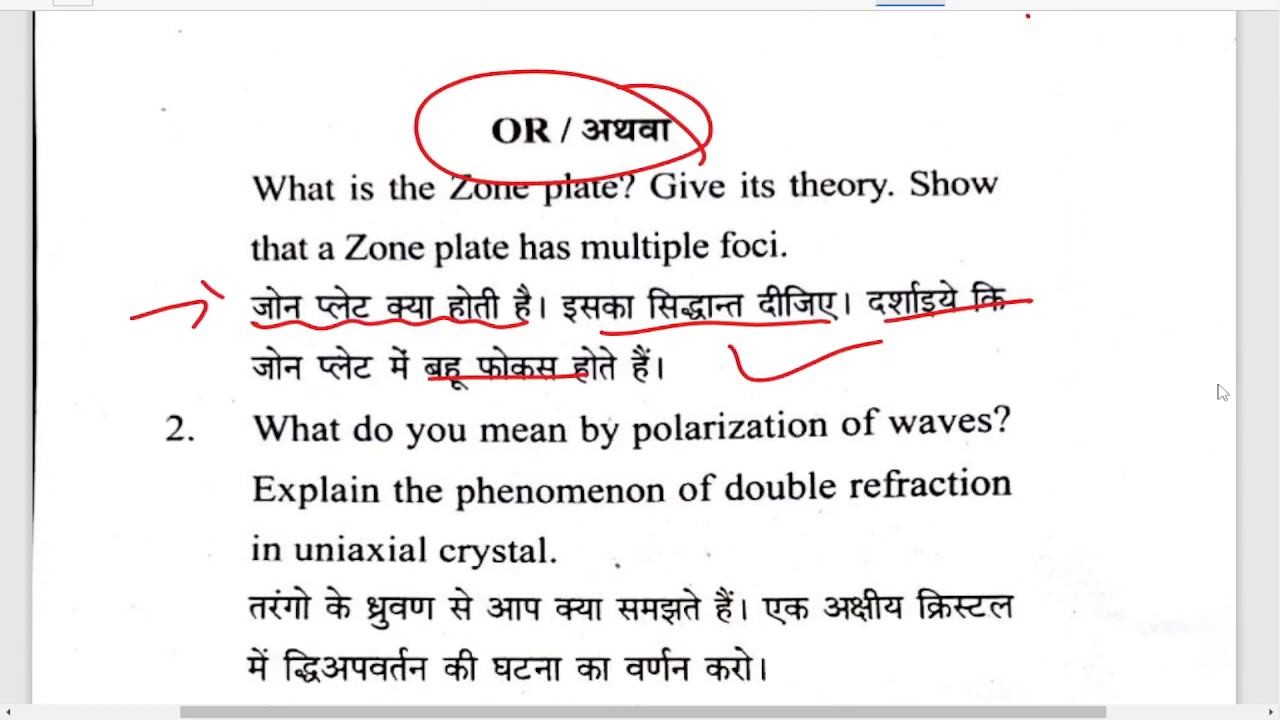 OR / अथवा
What is the Zone plate? Give its theory. Show
that a Zone plate has multiple foci.
जोन प्लेट क्या होती है। इसका सिद्धान्त दीजिए। दर्शाइये कि
जोन प्लेट में बहू फोकस होते हैं।
2. What do you mean by polarization of waves?
Explain the phenomenon of double refraction
in uniaxial crystal.
तरंगो के ध्रुवण से आप क्या समझते हैं। एक अक्षीय क्रिस्टल
में द्धिअपवर्तन की घटना का वर्णन करो।